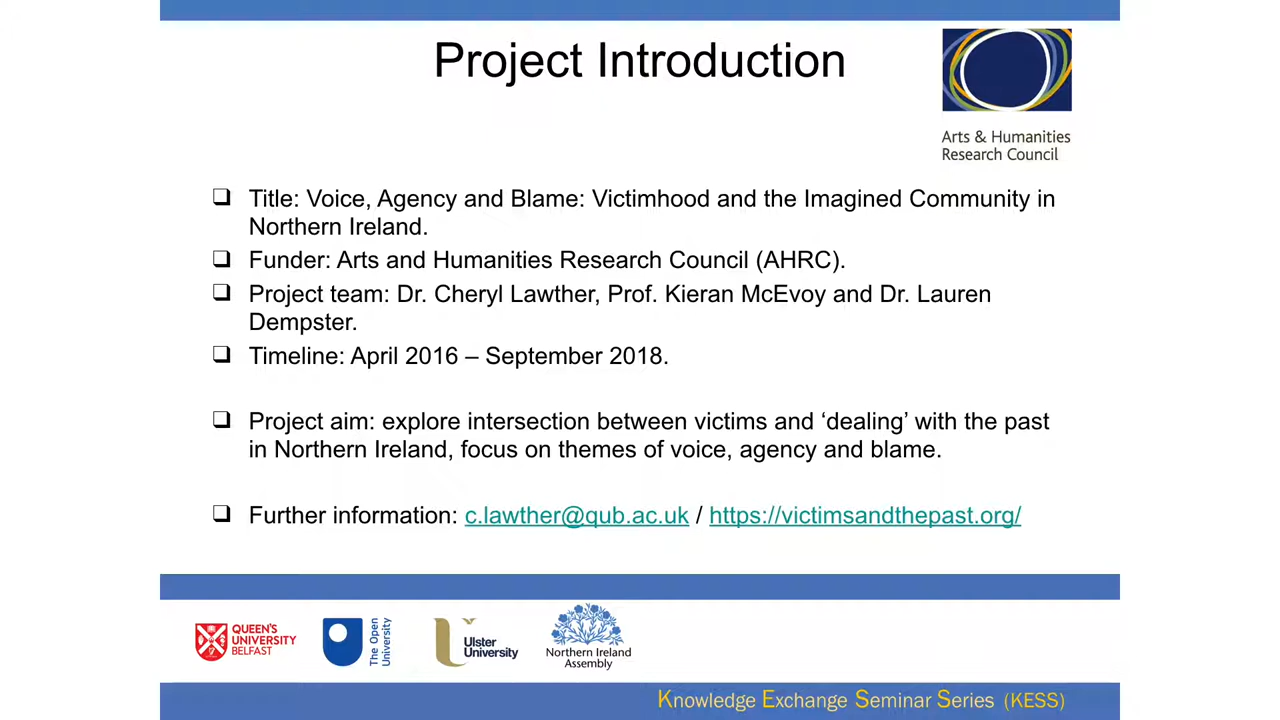 Project Introduction
Arts & Humanities
Research Council
❑ Title: Voice, Agency and Blame: Victimhood and the Imagined Community in
Northern Ireland.
❑ Funder: Arts and Humanities Research Council (AHRC).
❑ Project team: Dr. Cheryl Lawther, Prof. Kieran McEvoy and Dr. Lauren
Dempster.
❑ Timeline: April 2016 – September 2018.
❑ Project aim: explore intersection between victims and ‘dealing’ with the past
in Northern Ireland, focus on themes of voice, agency and blame.
❑ Further information: c.lawther@qub.ac.uk / https://victimsandthepast.org/
QUEEN'S
UNIVERSITY
BELFAST
The Open
University
Ulster
University
Northern Ireland
Assembly
Knowledge Exchange Seminar Series (KESS)